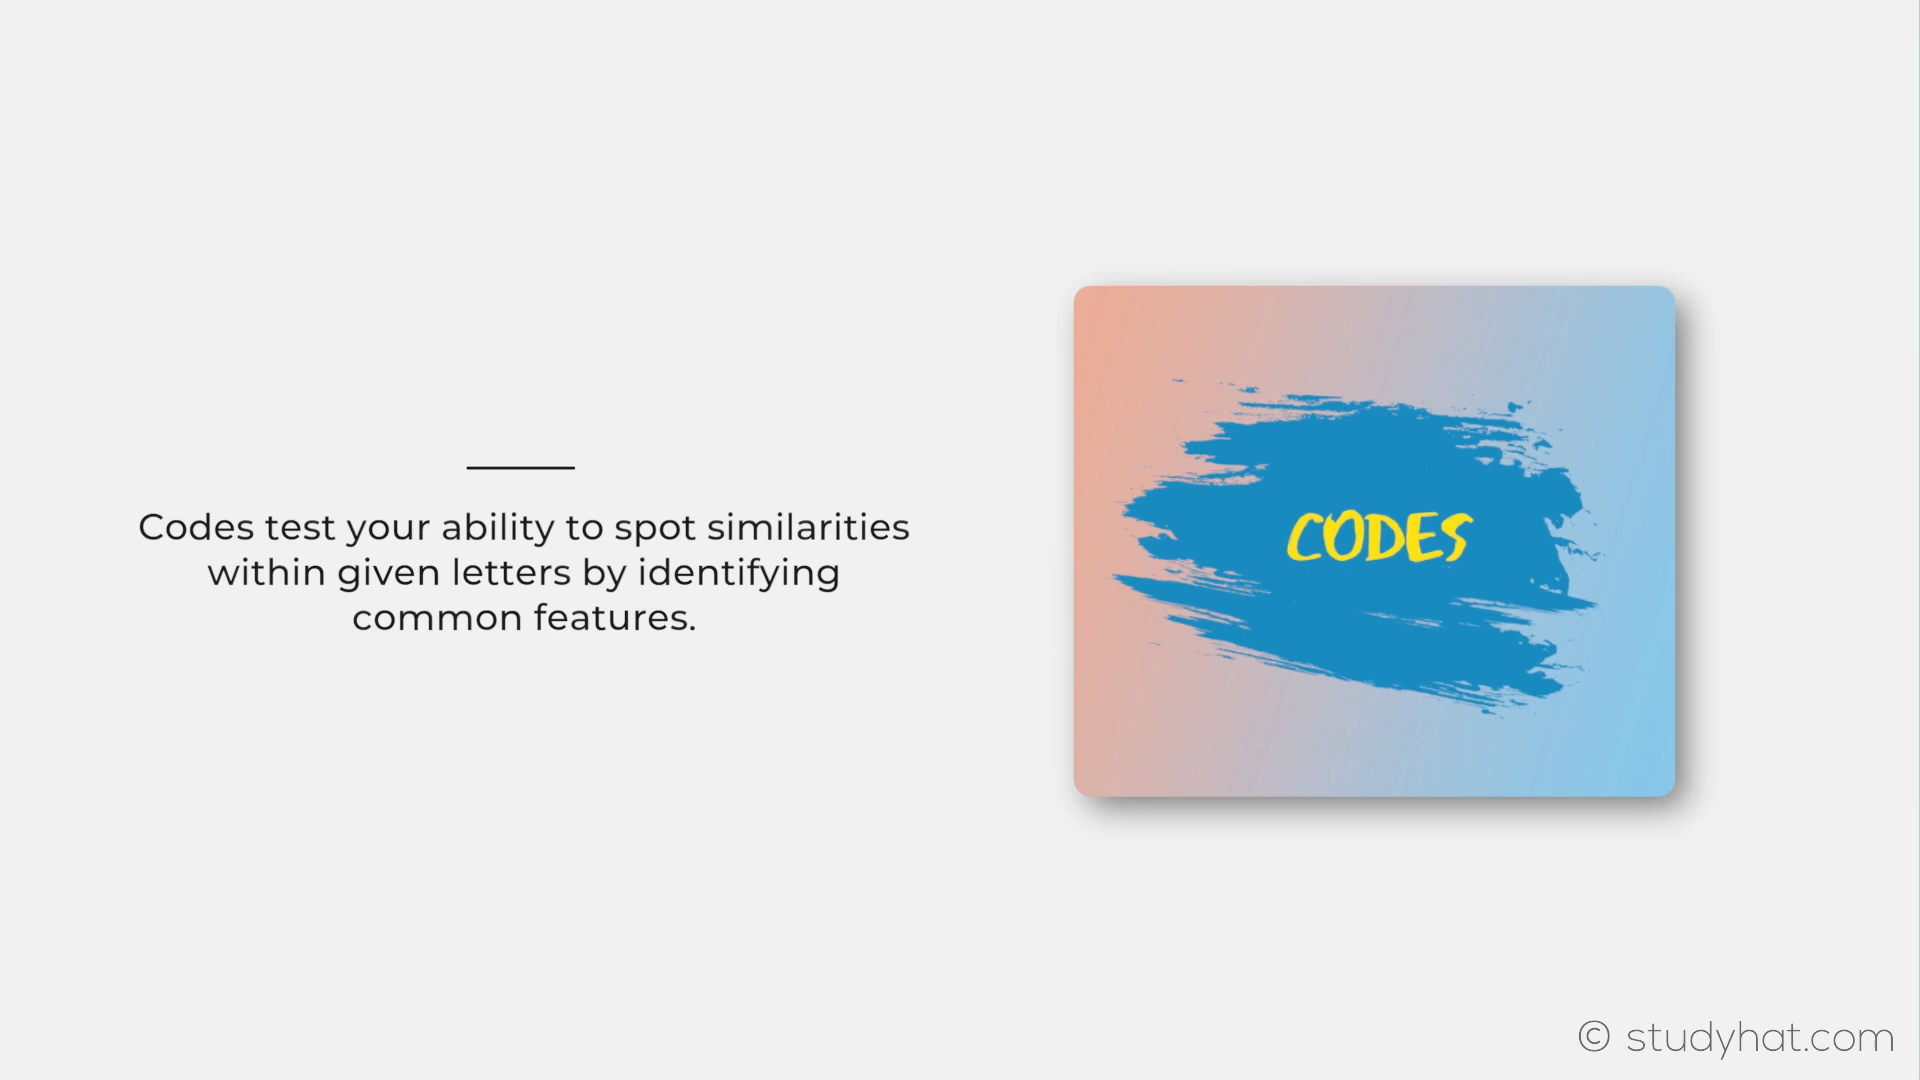 Codes test your ability to spot similarities
within given letters by identifying
common features.
CODES
© studyhat.com